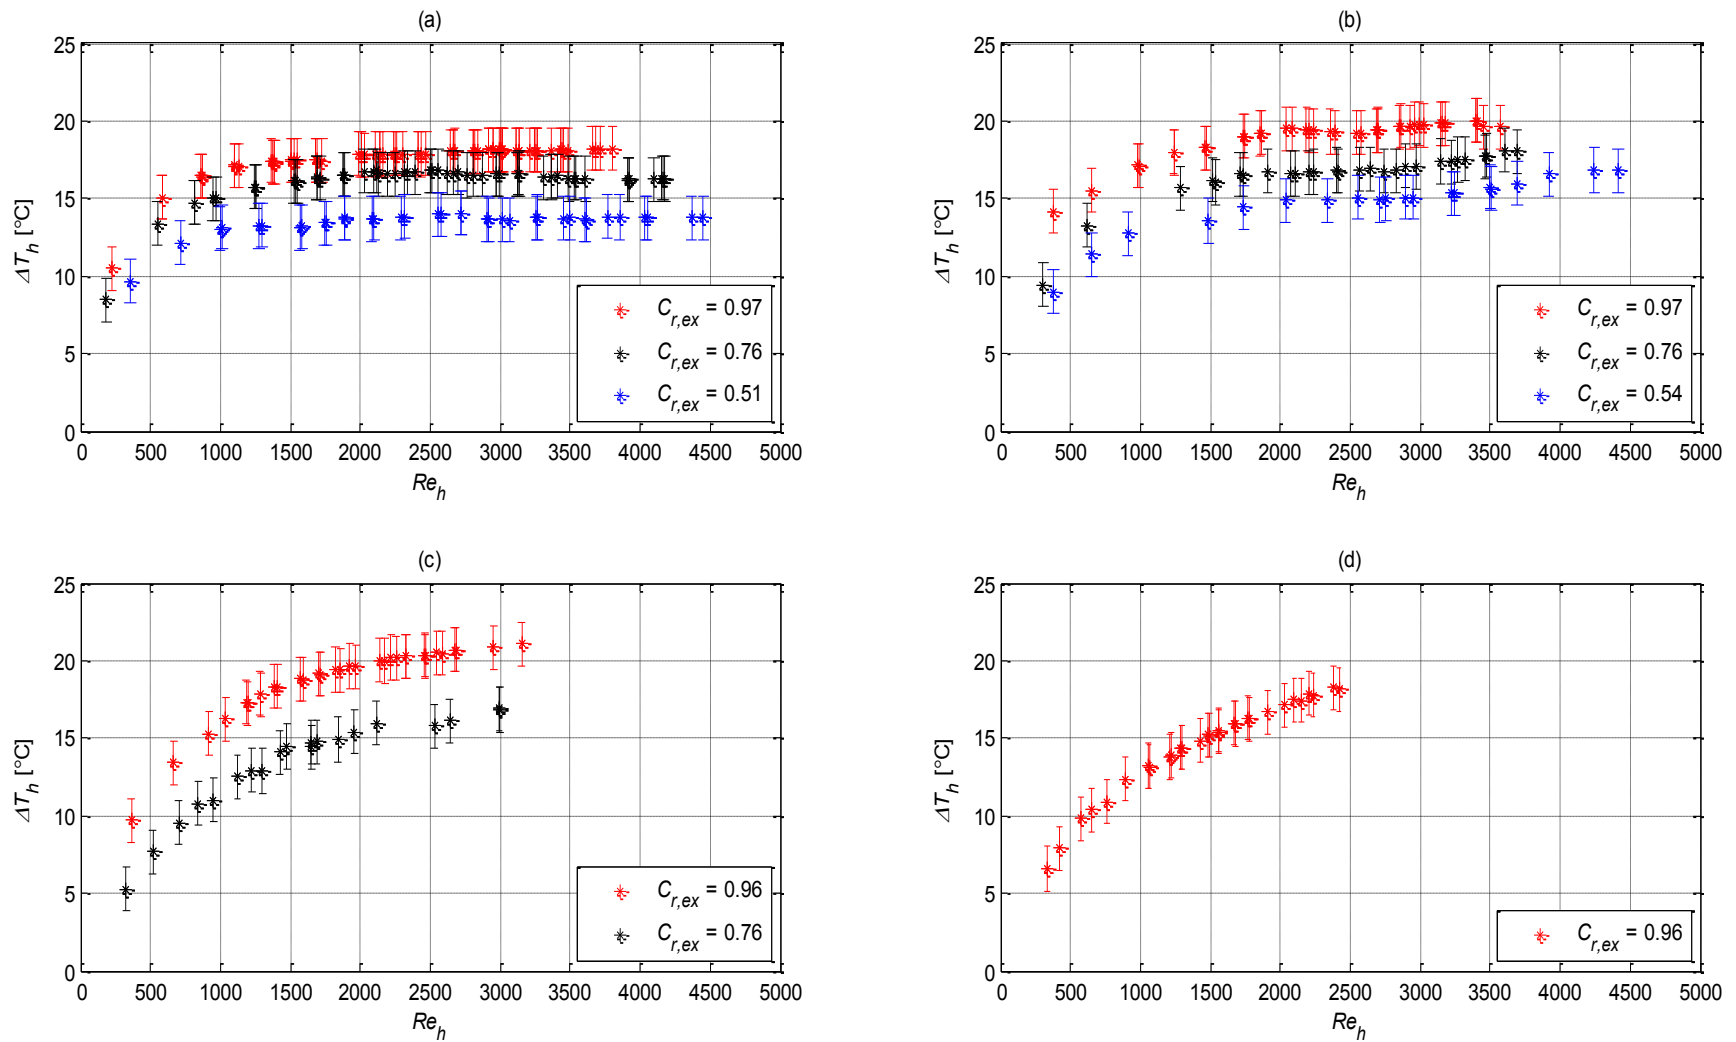 (a)
25
20
15
10
5
0
ΔT_h [°C]
0 500 1000 1500 2000 2500 3000 3500 4000 4500 5000
Re_h
C_r,ex = 0.97
C_r,ex = 0.76
C_r,ex = 0.51
(b)
25
20
15
10
5
0
ΔT_h [°C]
0 500 1000 1500 2000 2500 3000 3500 4000 4500 5000
Re_h
C_r,ex = 0.97
C_r,ex = 0.76
C_r,ex = 0.54
(c)
25
20
15
10
5
0
ΔT_h [°C]
0 500 1000 1500 2000 2500 3000 3500 4000 4500 5000
Re_h
C_r,ex = 0.96
C_r,ex = 0.76
(d)
25
20
15
10
5
0
ΔT_h [°C]
0 500 1000 1500 2000 2500 3000 3500 4000 4500 5000
Re_h
C_r,ex = 0.96